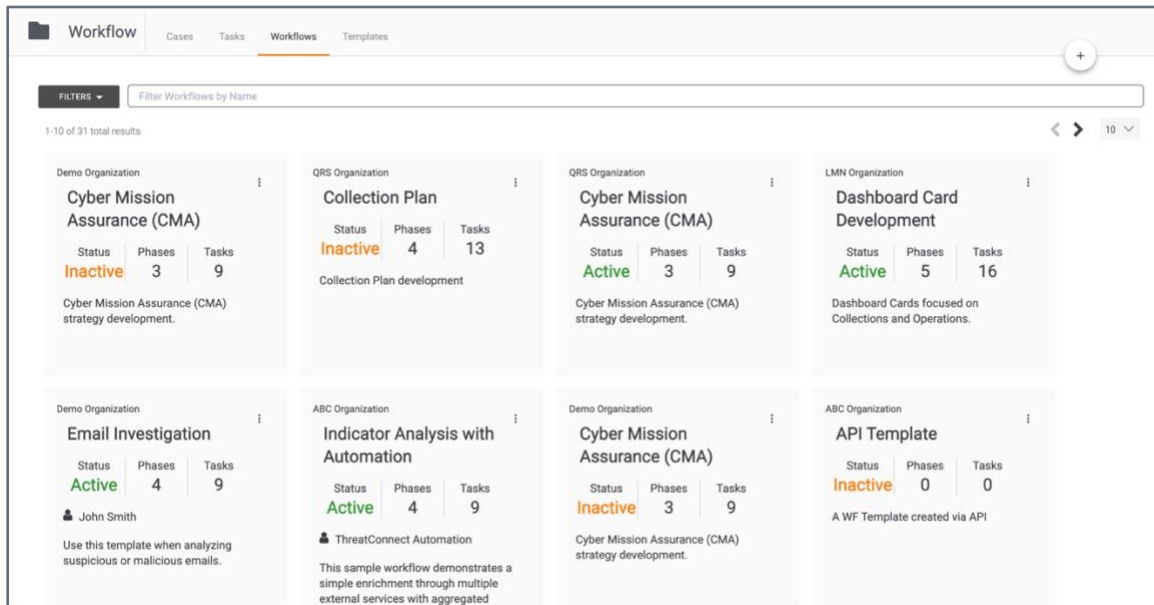 Workflow
Cases Tasks Workflows Templates
+
FILTERS
Filter Workflows by Name
1-10 of 31 total results
10
Demo Organization
Cyber Mission
Assurance (CMA)
Status Phases Tasks
Inactive 3 9
Cyber Mission Assurance (CMA)
strategy development.
QRS Organization
Collection Plan
Status Phases Tasks
Inactive 4 13
Collection Plan development
QRS Organization
Cyber Mission
Assurance (CMA)
Status Phases Tasks
Active 3 9
Cyber Mission Assurance (CMA)
strategy development.
LMN Organization
Dashboard Card
Development
Status Phases Tasks
Active 5 16
Dashboard Cards focused on
Collections and Operations.
Demo Organization
Email Investigation
Status Phases Tasks
Active 4 9
John Smith
Use this template when analyzing
suspicious or malicious emails.
ABC Organization
Indicator Analysis with
Automation
Status Phases Tasks
Active 4 9
ThreatConnect Automation
This sample workflow demonstrates a
simple enrichment through multiple
external services with aggregated
Demo Organization
Cyber Mission
Assurance (CMA)
Status Phases Tasks
Inactive 3 9
Cyber Mission Assurance (CMA)
strategy development.
ABC Organization
API Template
Status Phases Tasks
Inactive 0 0
A WF Template created via API